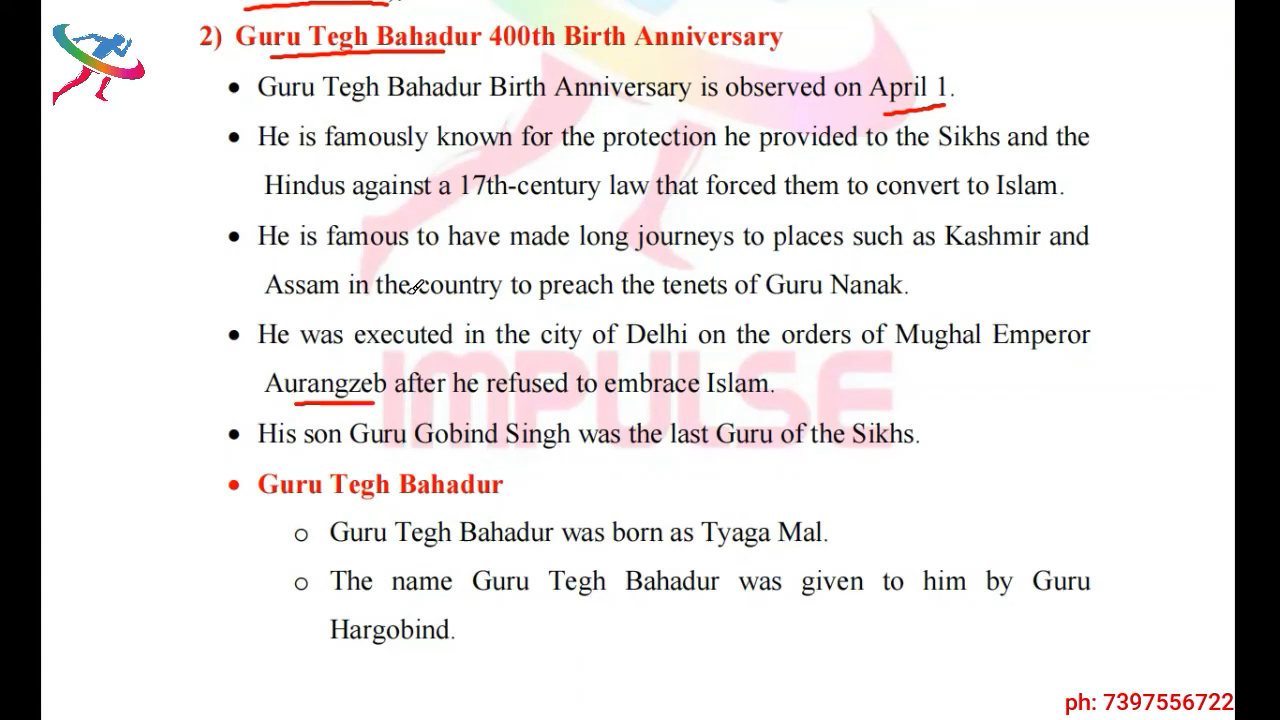 2) Guru Tegh Bahadur 400th Birth Anniversary
• Guru Tegh Bahadur Birth Anniversary is observed on April 1.
• He is famously known for the protection he provided to the Sikhs and the
Hindus against a 17th-century law that forced them to convert to Islam.
• He is famous to have made long journeys to places such as Kashmir and
Assam in the country to preach the tenets of Guru Nanak.
• He was executed in the city of Delhi on the orders of Mughal Emperor
Aurangzeb after he refused to embrace Islam.
IMPULSE
• His son Guru Gobind Singh was the last Guru of the Sikhs.
• Guru Tegh Bahadur
o Guru Tegh Bahadur was born as Tyaga Mal.
o The name Guru Tegh Bahadur was given to him by Guru
Hargobind.
ph: 7397556722